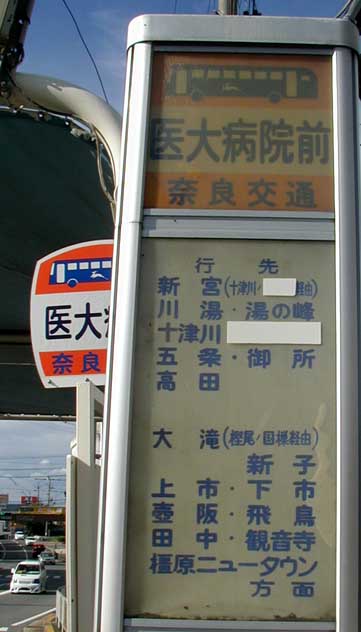 医大病院前
奈良交通
医大
奈良
行先
新宮(十津川・経由)
川湯・湯の峰
十津川
五条・御所
高田
大滝(樫尾・国樔経由)
新子
上市・下市
壺阪・飛鳥
田中・観音寺
橿原ニュータウン
方面